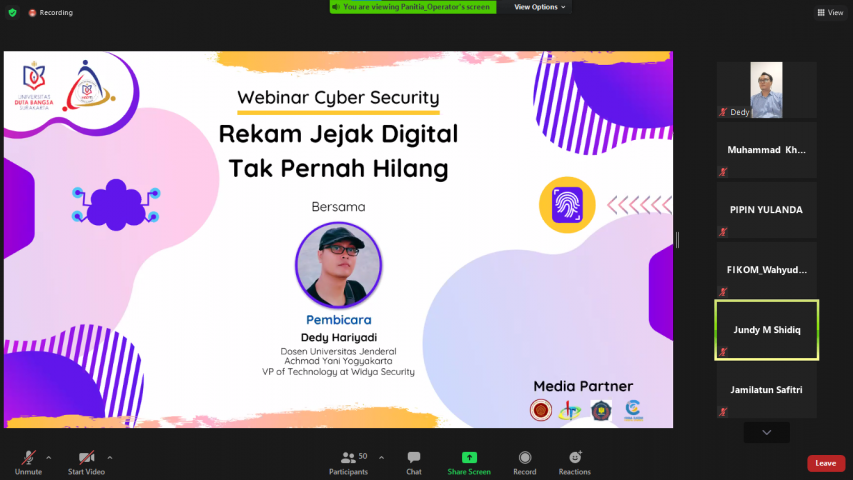 Recording
You are viewing Panitia_Operator's screen
View Options
View
UNIVERSITAS
DUTA BANGSA
SURAKARTA
Webinar Cyber Security
Rekam Jejak Digital
Tak Pernah Hilang
Bersama
Pembicara
Dedy Hariyadi
Dosen Universitas Jenderal
Achmad Yani Yogyakarta
VP of Technology at Widya Security
Media Partner
Dedy
Muhammad Kh...
PIPIN YULANDA
FIKOM_Wahyud...
Jundy M Shidiq
Jamilatun Safitri
Unmute
Start Video
50
Participants
Chat
Share Screen
Record
Reactions
Leave